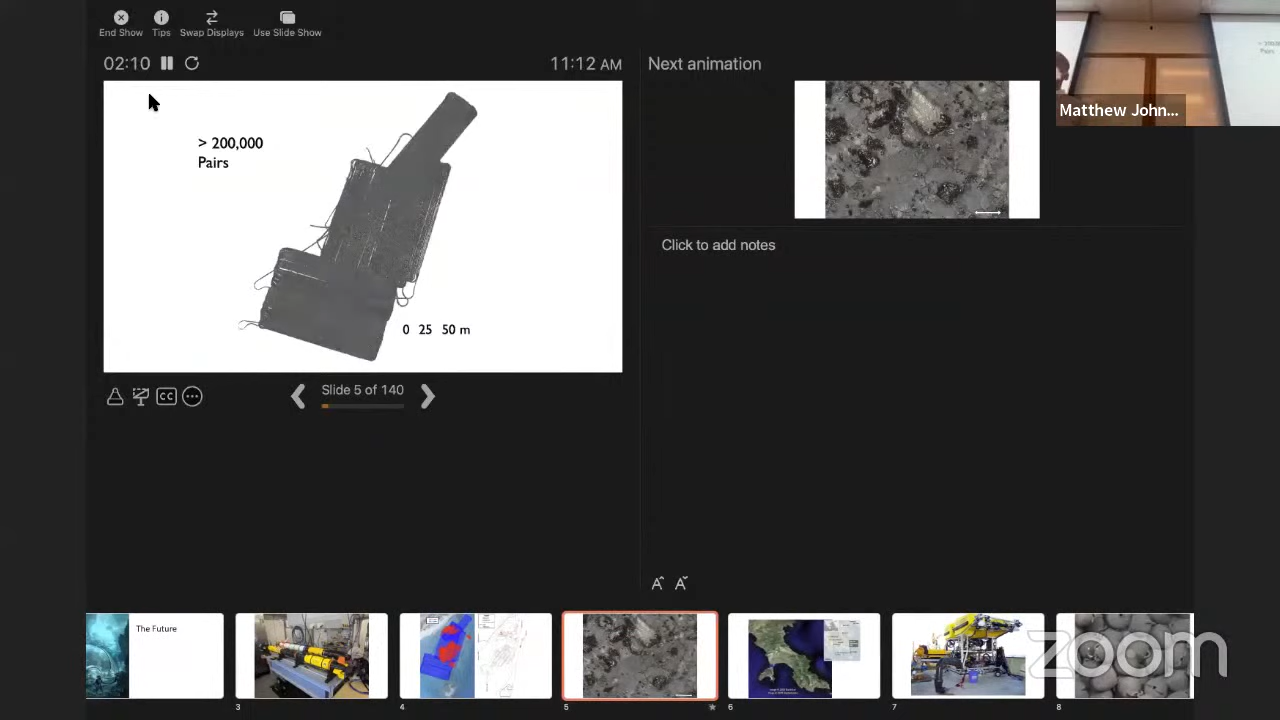 End Show
Tips
Swap Displays
Use Slide Show
02:10
11:12 AM
Next animation
Matthew John...
> 200,000
Pairs
0 25 50 m
Click to add notes
Slide 5 of 140
CC
A A
The Future
3
4
5
6
7
8
zoom